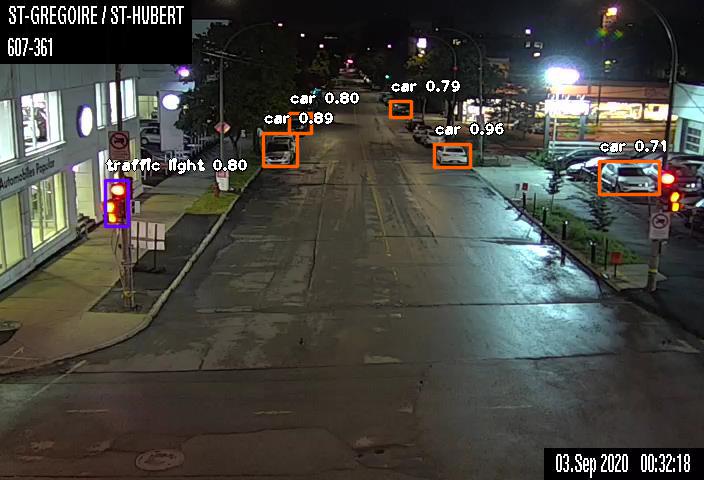 ST-GREGOIRE / ST-HUBERT
607-361
car 0.79
car 0.80
car 0.89
car 0.96
car 0.71
traffic light 0.80
Automobiles Popular
03.Sep 2020 00:32:18